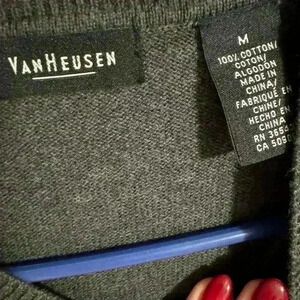 VANHEUSEN
M
100% COTTON/
COTON/
ALGODÓN
MADE IN
CHINA/
FABRIQUÉ EN
CHINE/
HECHO EN
CHINA